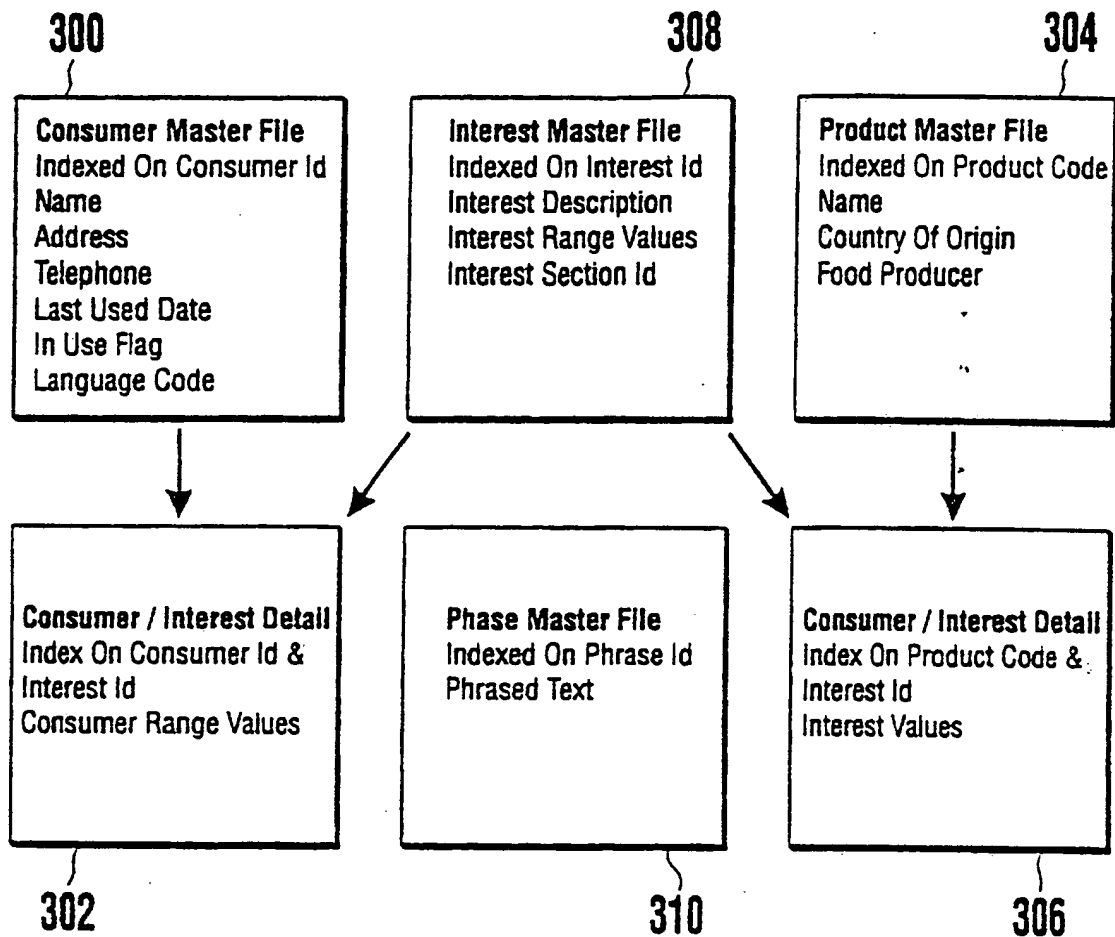 300
308
304
Consumer Master File
Indexed On Consumer Id
Name
Address
Telephone
Last Used Date
In Use Flag
Language Code
Interest Master File
Indexed On Interest Id
Interest Description
Interest Range Values
Interest Section Id
Product Master File
Indexed On Product Code
Name
Country Of Origin
Food Producer
Consumer / Interest Detail
Index On Consumer Id &
Interest Id
Consumer Range Values
Phase Master File
Indexed On Phrase Id
Phrased Text
Consumer / Interest Detail
Index On Product Code &
Interest Id
Interest Values
302
310
306